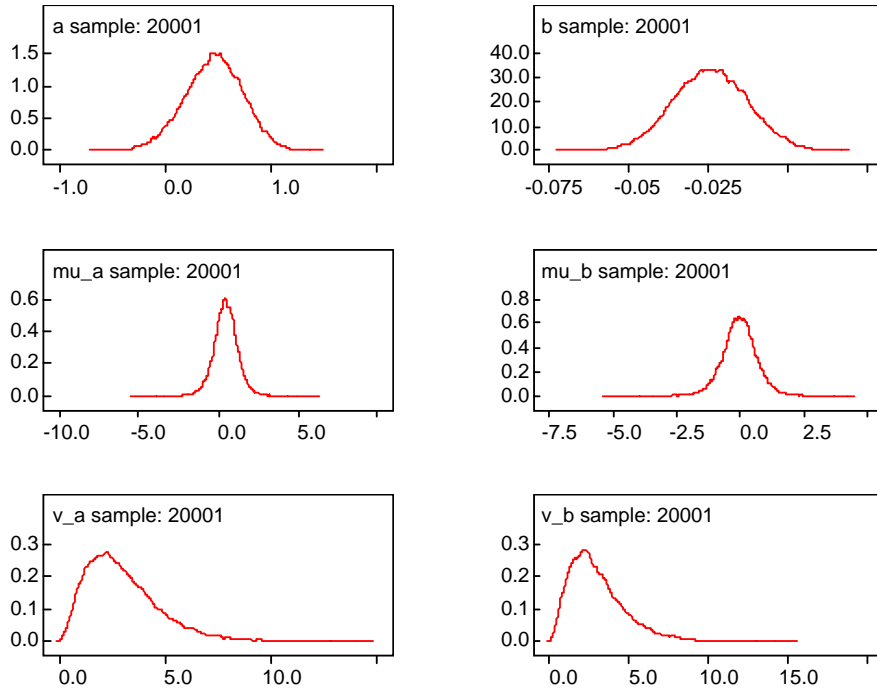 a sample: 20001
1.5
1.0
0.5
0.0
-1.0 0.0 1.0
b sample: 20001
40.0
30.0
20.0
10.0
0.0
-0.075 -0.05 -0.025
mu_a sample: 20001
0.6
0.4
0.2
0.0
-10.0 -5.0 0.0 5.0
mu_b sample: 20001
0.8
0.6
0.4
0.2
0.0
-7.5 -5.0 -2.5 0.0 2.5
v_a sample: 20001
0.3
0.2
0.1
0.0
0.0 5.0 10.0
v_b sample: 20001
0.3
0.2
0.1
0.0
0.0 5.0 10.0 15.0